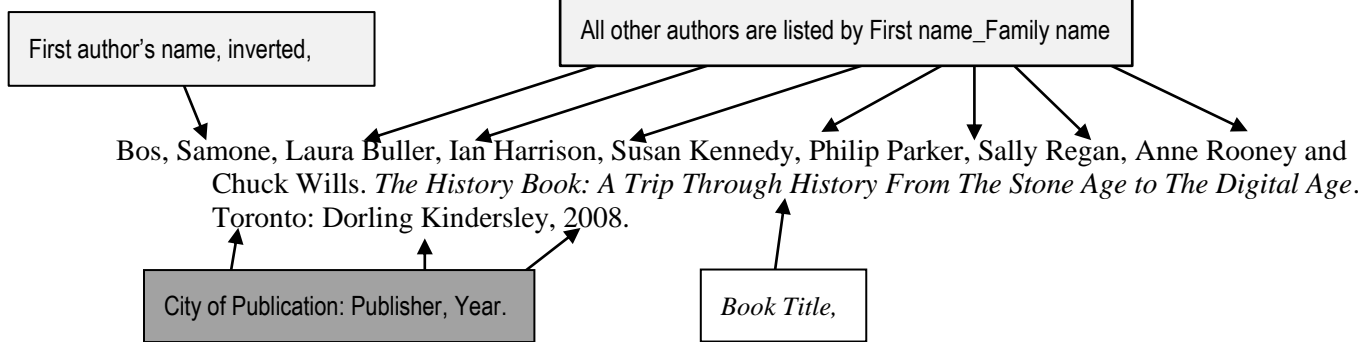 First author's name, inverted,
All other authors are listed by First name_Family name
Bos, Samone, Laura Buller, Ian Harrison, Susan Kennedy, Philip Parker, Sally Regan, Anne Rooney and
Chuck Wills. The History Book: A Trip Through History From The Stone Age to The Digital Age.
Toronto: Dorling Kindersley, 2008.
City of Publication: Publisher, Year.
Book Title,